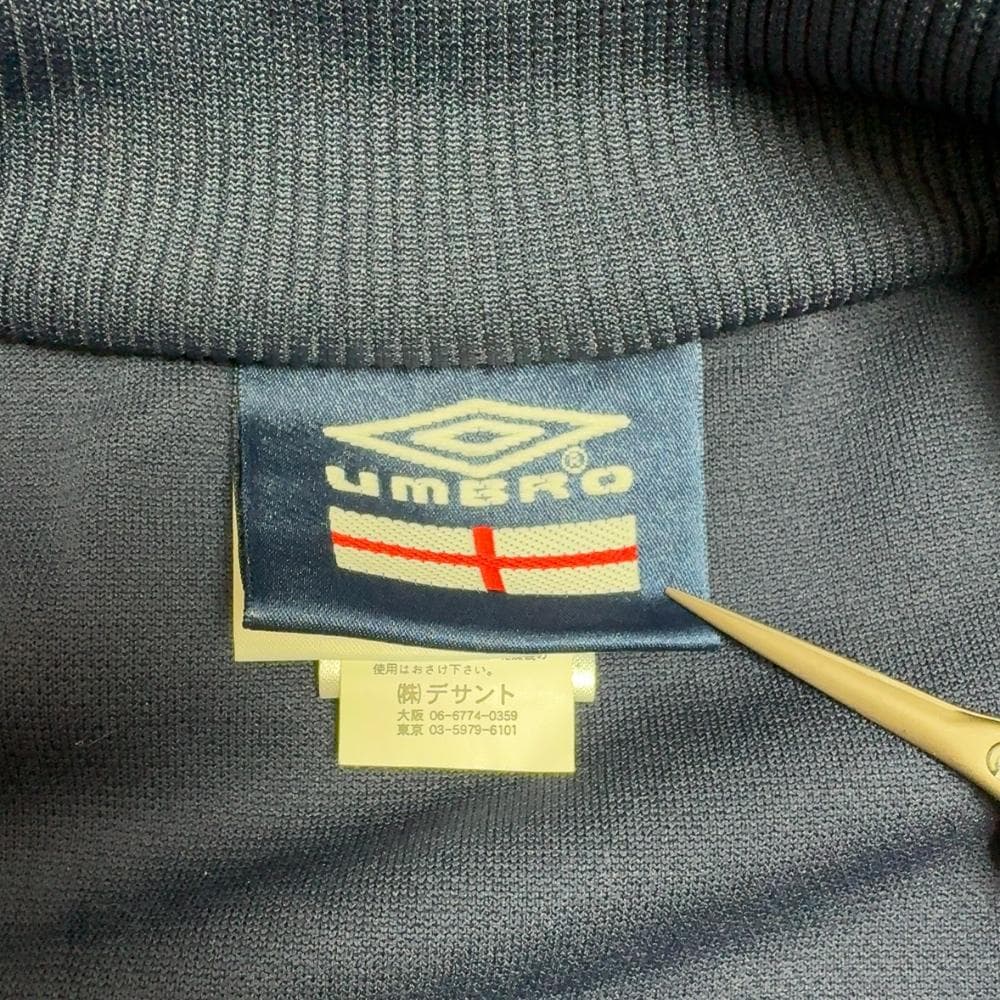 UMBRO®
使用はおさけ下さい。
(株)デサント
大阪 06-6774-0359
東京 03-5979-6101